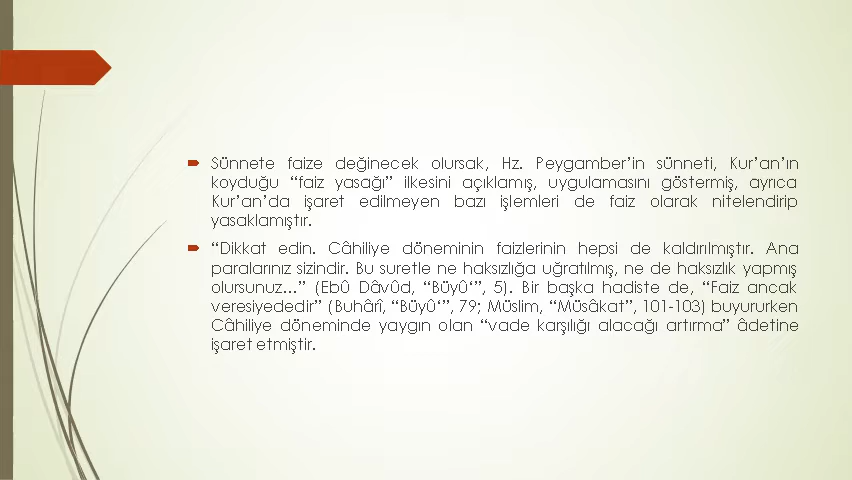 Sünnete faize değinecek olursak, Hz. Peygamber’in sünneti, Kur’an’ın
koyduğu “faiz yasağı” ilkesini açıklamış, uygulamasını göstermiş, ayrıca
Kur’an’da işaret edilmeyen bazı işlemleri de faiz olarak nitelendirip
yasaklamıştır.
“Dikkat edin. Câhiliye döneminin faizlerinin hepsi de kaldırılmıştır. Ana
paralarınız sizindir. Bu suretle ne haksızlığa uğratılmış, ne de haksızlık yapmış
olursunuz…” (Ebû Dâvûd, “Büyû‘”, 5). Bir başka hadiste de, “Faiz ancak
veresiyededir” (Buhârî, “Büyû‘”, 79; Müslim, “Müsâkat”, 101-103) buyururken
Câhiliye döneminde yaygın olan “vade karşılığı alacağı artırma” âdetine
işaret etmiştir.